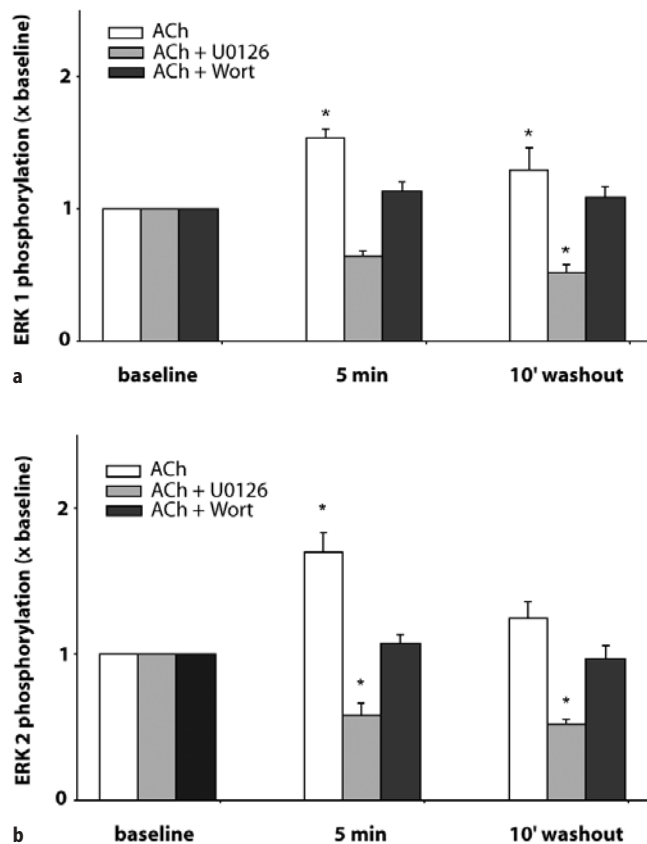 ERK 1 phosphorylation (x baseline)
2
1
0
ACh
ACh + U0126
ACh + Wort
*
*
*
baseline
5 min
10' washout
a
ERK 2 phosphorylation (x baseline)
2
1
0
ACh
ACh + U0126
ACh + Wort
*
*
*
baseline
5 min
10' washout
b